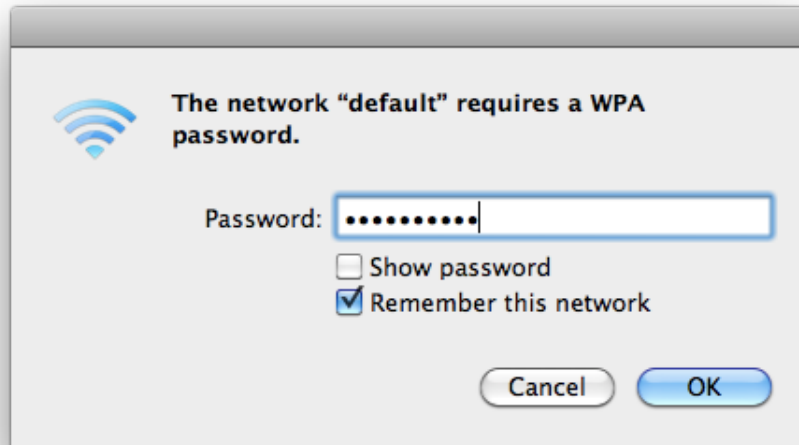 The network “default” requires a WPA
password.
Password: ••••••••••
Show password
Remember this network
Cancel OK